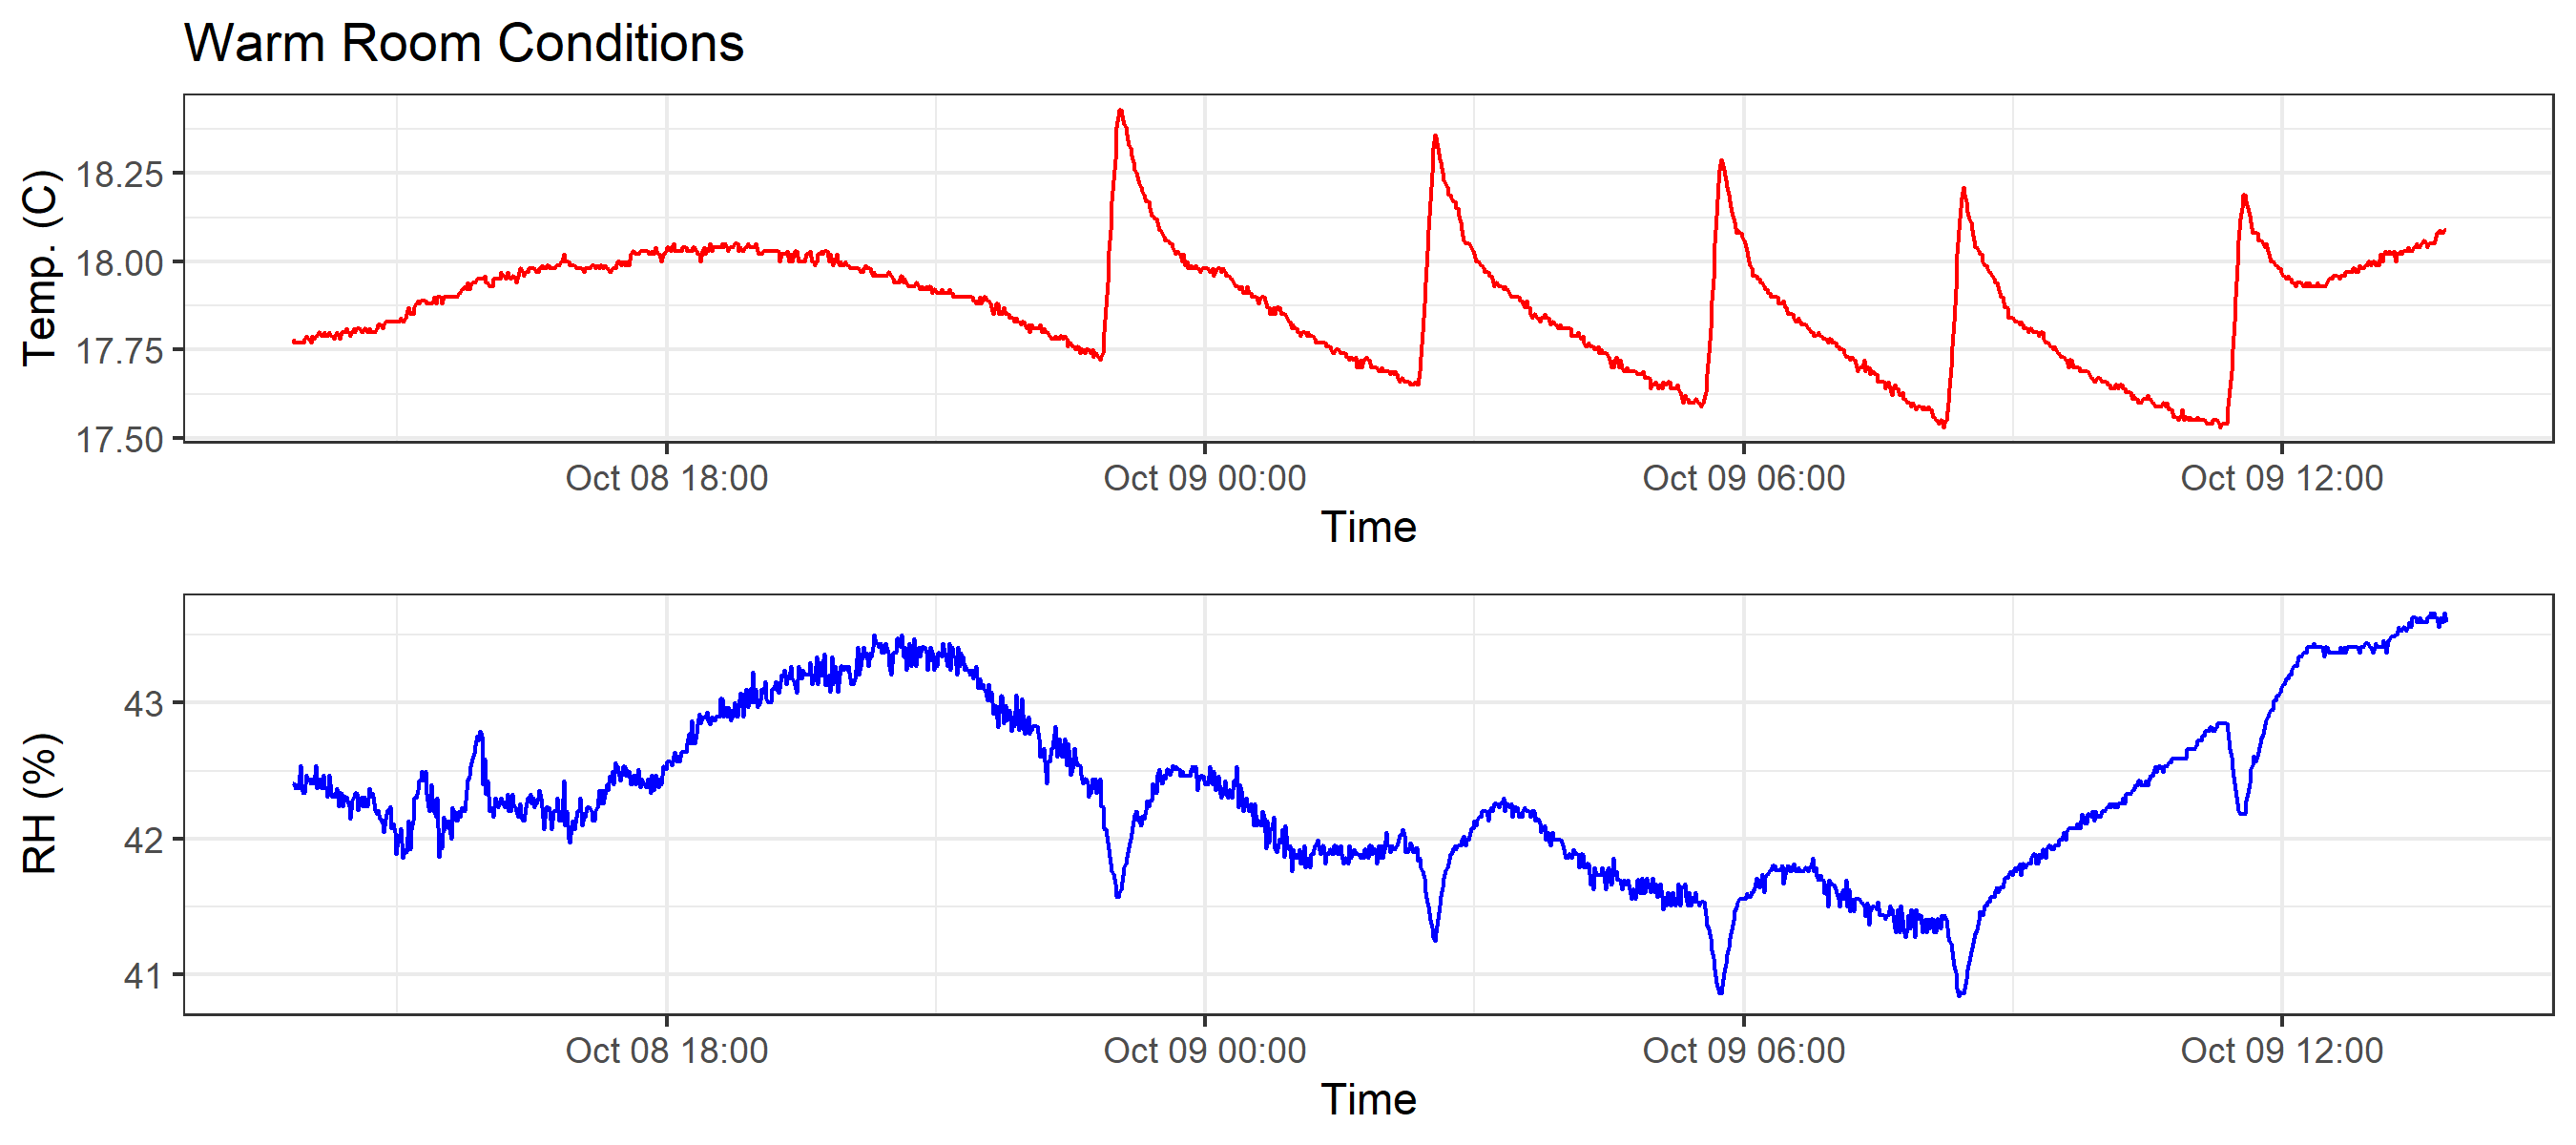 Warm Room Conditions
Temp. (C)
18.25
18.00
17.75
17.50
Oct 08 18:00 Oct 09 00:00 Oct 09 06:00 Oct 09 12:00
Time
RH (%)
43
42
41
Oct 08 18:00 Oct 09 00:00 Oct 09 06:00 Oct 09 12:00
Time